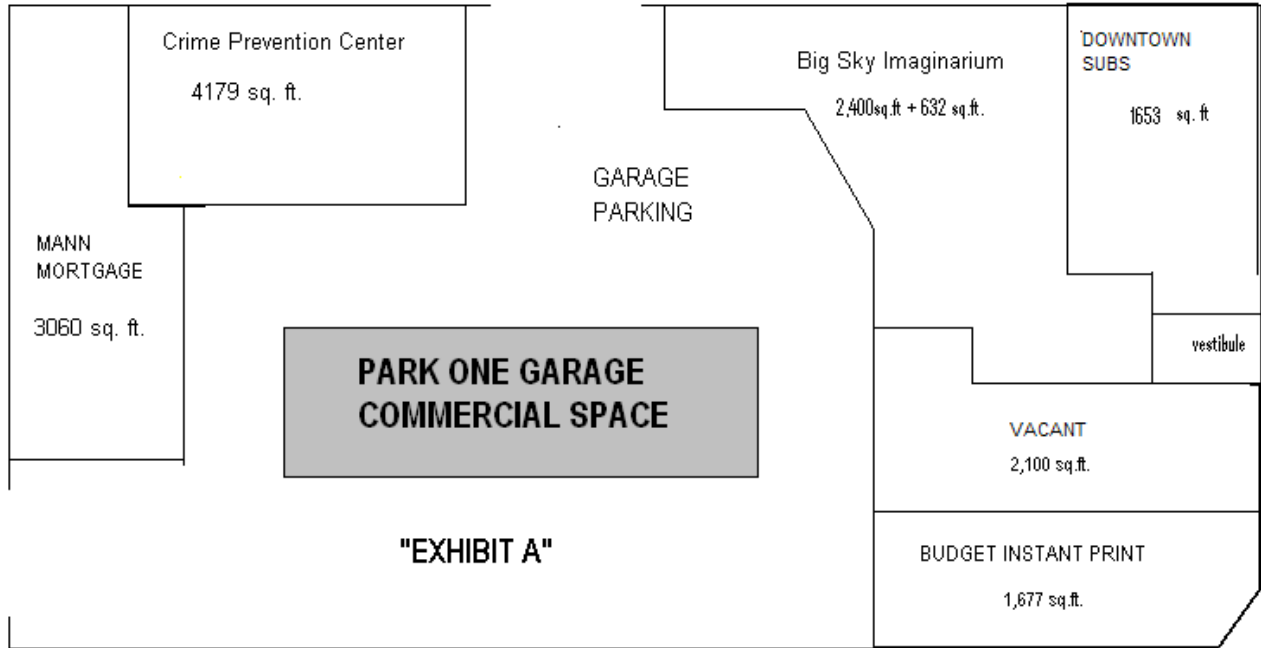 Crime Prevention Center
4179 sq. ft.
Big Sky Imaginarium
2,400sq.ft + 632 sq.ft.
DOWNTOWN
SUBS
1653 sq. ft
GARAGE
PARKING
MANN
MORTGAGE
3060 sq. ft.
vestibule
PARK ONE GARAGE
COMMERCIAL SPACE
VACANT
2,100 sq.ft.
"EXHIBIT A"
BUDGET INSTANT PRINT
1,677 sq.ft.